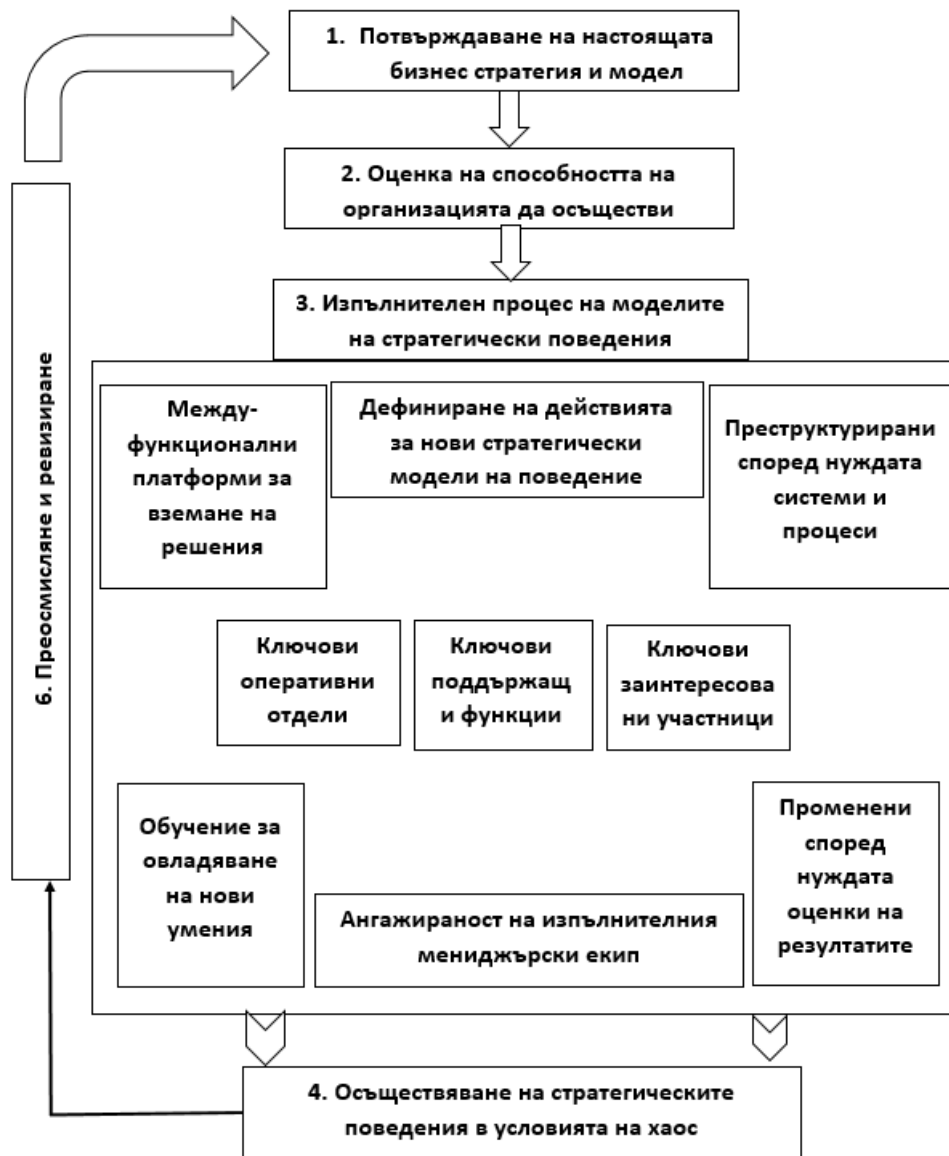 1. Потвърждаване на настоящата
бизнес стратегия и модел
2. Оценка на способността на
организацията да осъществи
3. Изпълнителен процес на моделите
на стратегически поведения
Между-
функционални
платформи за
вземане на
решения
Дефиниране на действията
за нови стратегически
модели на поведение
Преструктурирани
според нуждата
системи и
процеси
Ключови
оперативни
отдели
Ключови
поддържащ
и функции
Ключови
заинтересова
ни участници
Обучение за
овладяване
на нови
умения
Ангажираност на изпълнителния
мениджърски екип
Променени
според
нуждата
оценки на
резултатите
4. Осъществяване на стратегическите
поведения в условията на хаос
6. Преосмисляне и ревизиране